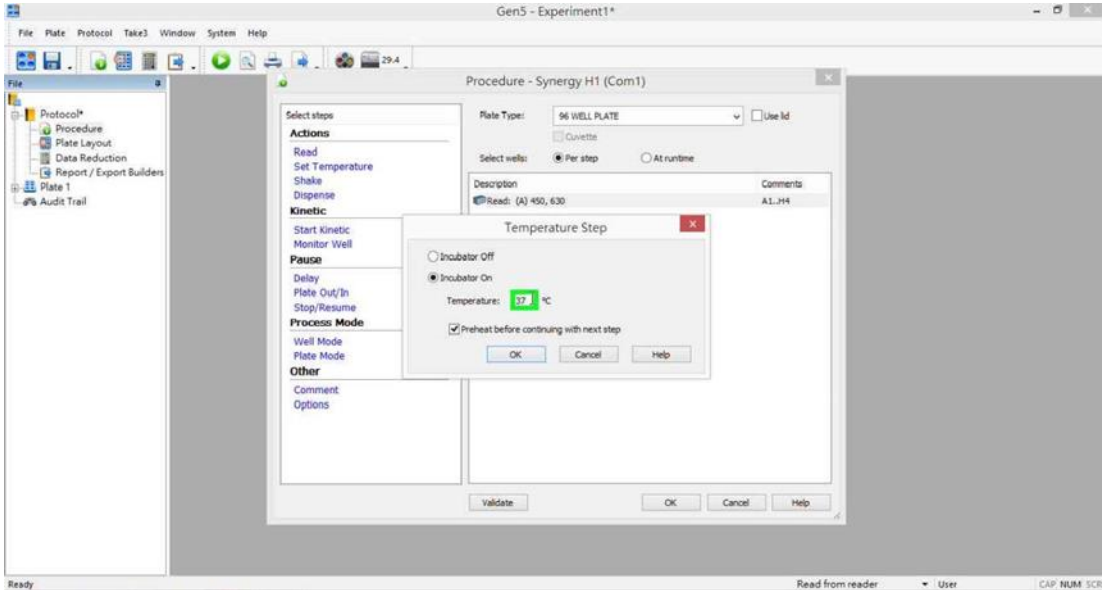 Gen5 - Experiment1*
File Plate Protocol Take3 Window System Help
29.4
File
Protocol*
Procedure
Plate Layout
Data Reduction
Report / Export Builders
Plate 1
Audit Trail
Procedure - Synergy H1 (Com1)
Select steps
Actions
Read
Set Temperature
Shake
Dispense
Kinetic
Start Kinetic
Monitor Well
Pause
Delay
Plate Out/In
Stop/Resume
Process Mode
Well Mode
Plate Mode
Other
Comment
Options
Plate Type: 96 WELL PLATE Use lid
Cuvette
Select wells: Per step At runtime
Description Comments
Read: (A) 450, 630 A1..H4
Temperature Step
Incubator Off
Incubator On
Temperature: 37 °C
Preheat before continuing with next step
OK Cancel Help
Validate OK Cancel Help
Ready Read from reader User CAP NUM SCR